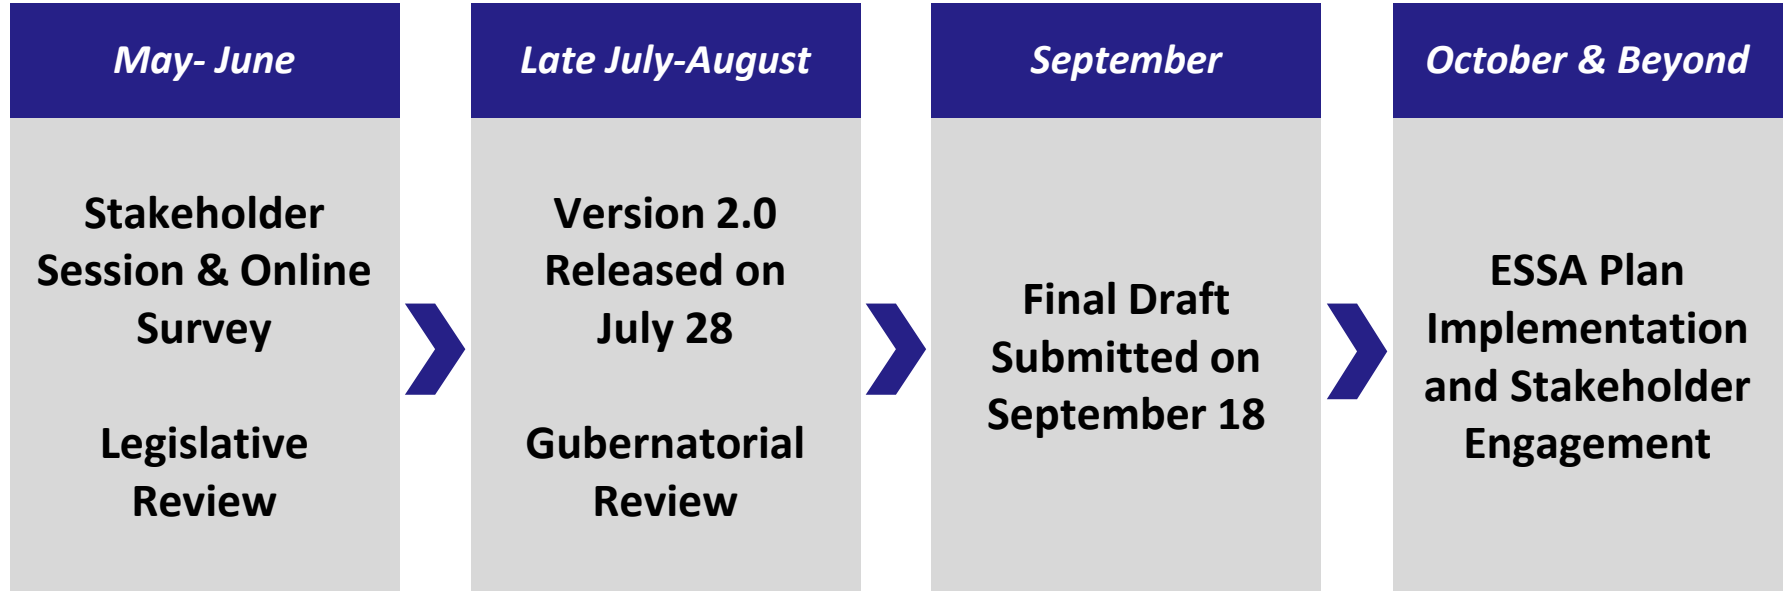 May- June
Stakeholder
Session & Online
Survey
Legislative
Review
Late July-August
Version 2.0
Released on
July 28
Gubernatorial
Review
September
Final Draft
Submitted on
September 18
October & Beyond
ESSA Plan
Implementation
and Stakeholder
Engagement